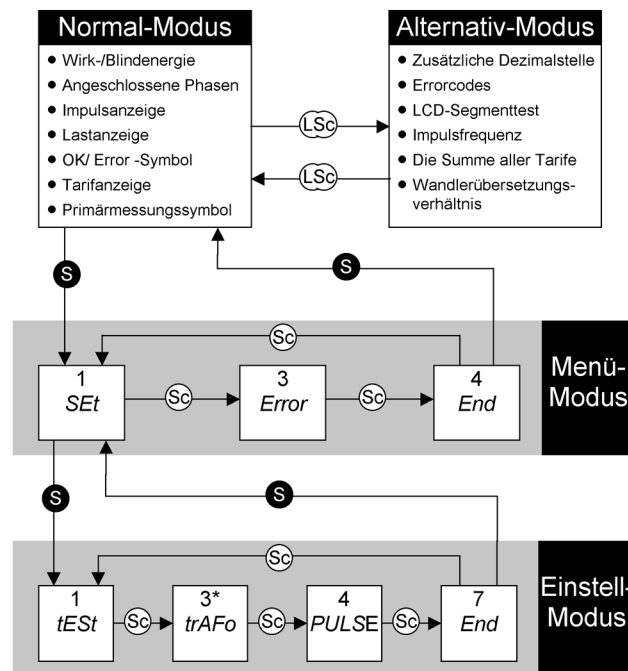 Normal-Modus
• Wirk-/Blindenergie
• Angeschlossene Phasen
• Impulsanzeige
• Lastanzeige
• OK/ Error -Symbol
• Tarifanzeige
• Primärmessungssymbol
Alternativ-Modus
• Zusätzliche Dezimalstelle
• Errorcodes
• LCD-Segmenttest
• Impulsfrequenz
• Die Summe aller Tarife
• Wandlerübersetzungs-
verhältnis
LSc
LSc
S
S
Sc
1
SEt
Sc
3
Error
Sc
4
End
Menü-
Modus
S
S
Sc
1
tESt
Sc
3*
trAFo
Sc
4
PULSE
Sc
7
End
Einstell-
Modus